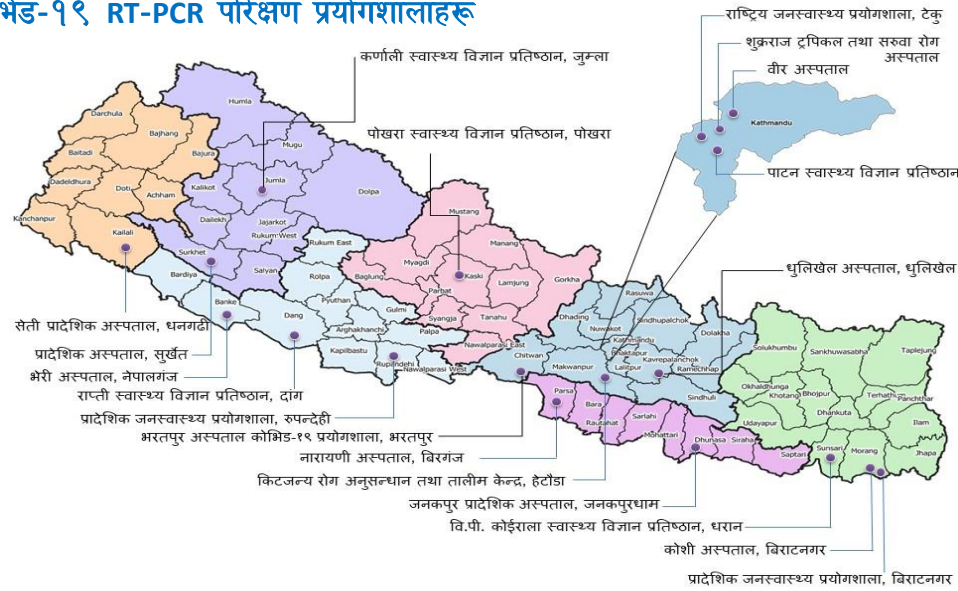 भिड-१९ RT-PCR परिक्षण प्रयोगशालाहरू
राष्ट्रिय जनस्वास्थ्य प्रयोगशाला, टेकु
शुक्रराज ट्रपिकल तथा सरुवा रोग
अस्पताल
वीर अस्पताल
कर्णाली स्वास्थ्य विज्ञान प्रतिष्ठान, जुम्ला
Kathmandu
पोखरा स्वास्थ्य विज्ञान प्रतिष्ठान, पोखरा
पाटन स्वास्थ्य विज्ञान प्रतिष्ठान
Humla
Darchula
Bajhang
Mugu
Baitadi
Bajura
Dadeldhura
Doti
Achham
Kalikot
Jumla
Dolpa
Kanchanpur
Kailali
Dailekh
Jajarkot
Rukum West
Rukum East
Surkhet
Salyan
Bardiya
Banke
Rolpa
Pyuthan
Dang
Gulmi
Arghakhanchi
Palpa
Kapilbastu
Rupandehi
Nawalparasi West
Mustang
Manang
Myagdi
Baglung
Parbat
Kaski
Lamjung
Gorkha
Syangja
Tanahu
Nawalparasi East
धुलिखेल अस्पताल, धुलिखेल
Rasuwa
Dhading
Nuwakot
Sindhupalchok
Dolakha
Kathmandu
Bhaktapur
Lalitpur
Kavrepalanchok
Ramechhap
Chitwan
Makwanpur
Sindhuli
Solukhumbu
Sankhuwasabha
Taplejung
Okhaldhunga
Khotang
Bhojpur
Terhathum
Panchthar
Dhankuta
Udayapur
Ilam
Sunsari
Morang
Jhapa
Parsa
Bara
Rautahat
Sarlahi
Mohattari
Dhunasa
Siraha
Saptari
सेती प्रादेशिक अस्पताल, धनगढी
प्रादेशिक अस्पताल, सुर्खेत
भेरी अस्पताल, नेपालगंज
राप्ती स्वास्थ्य विज्ञान प्रतिष्ठान, दांग
प्रादेशिक जनस्वास्थ्य प्रयोगशाला, रुपन्देही
भरतपुर अस्पताल कोभिड-१९ प्रयोगशाला, भरतपुर
नारायणी अस्पताल, बिरगंज
किटजन्य रोग अनुसन्धान तथा तालीम केन्द्र, हेटौडा
जनकपुर प्रादेशिक अस्पताल, जनकपुरधाम
वि.पी. कोईराला स्वास्थ्य विज्ञान प्रतिष्ठान, धरान
कोशी अस्पताल, बिराटनगर
प्रादेशिक जनस्वास्थ्य प्रयोगशाला, बिराटनगर